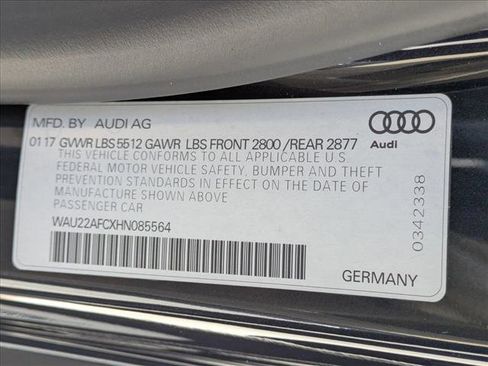 MFD. BY AUDI AG
01 17 GVWR LBS 5512 GAWR LBS FRONT 2800 /REAR 2877
THIS VEHICLE CONFORMS TO ALL APPLICABLE U.S.
FEDERAL MOTOR VEHICLE SAFETY, BUMPER AND THEFT
PREVENTION STANDARDS IN EFFECT ON THE DATE OF
MANUFACTURE SHOWN ABOVE
PASSENGER CAR
WAU22AFCXHN085564
Audi
0342338
GERMANY